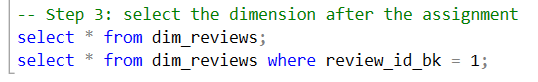 -- Step 3: select the dimension after the assignment
select * from dim_reviews;
select * from dim_reviews where review_id_bk = 1;